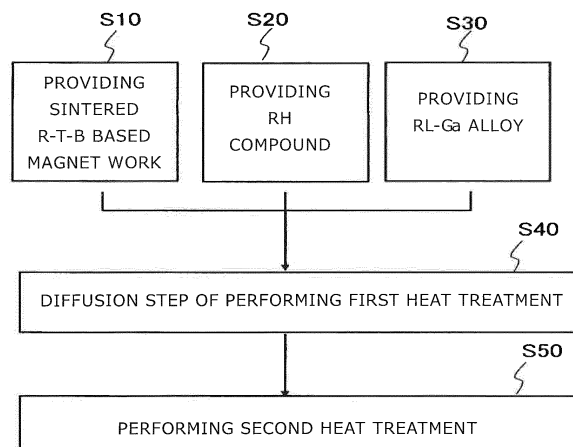 S10
S20
S30
PROVIDING
SINTERED
R-T-B BASED
MAGNET WORK
PROVIDING
RH
COMPOUND
PROVIDING
RL-Ga ALLOY
S40
DIFFUSION STEP OF PERFORMING FIRST HEAT TREATMENT
S50
PERFORMING SECOND HEAT TREATMENT